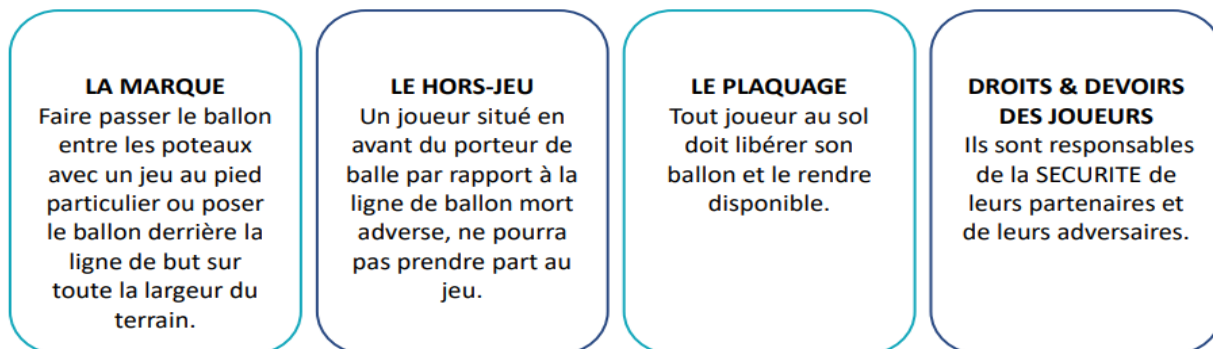 LA MARQUE
Faire passer le ballon
entre les poteaux
avec un jeu au pied
particulier ou poser
le ballon derrière la
ligne de but sur
toute la largeur du
terrain.
LE HORS-JEU
Un joueur situé en
avant du porteur de
balle par rapport à la
ligne de ballon mort
adverse, ne pourra
pas prendre part au
jeu.
LE PLAQUAGE
Tout joueur au sol
doit libérer son
ballon et le rendre
disponible.
DROITS & DEVOIRS
DES JOUEURS
Ils sont responsables
de la SECURITE de
leurs partenaires et
de leurs adversaires.